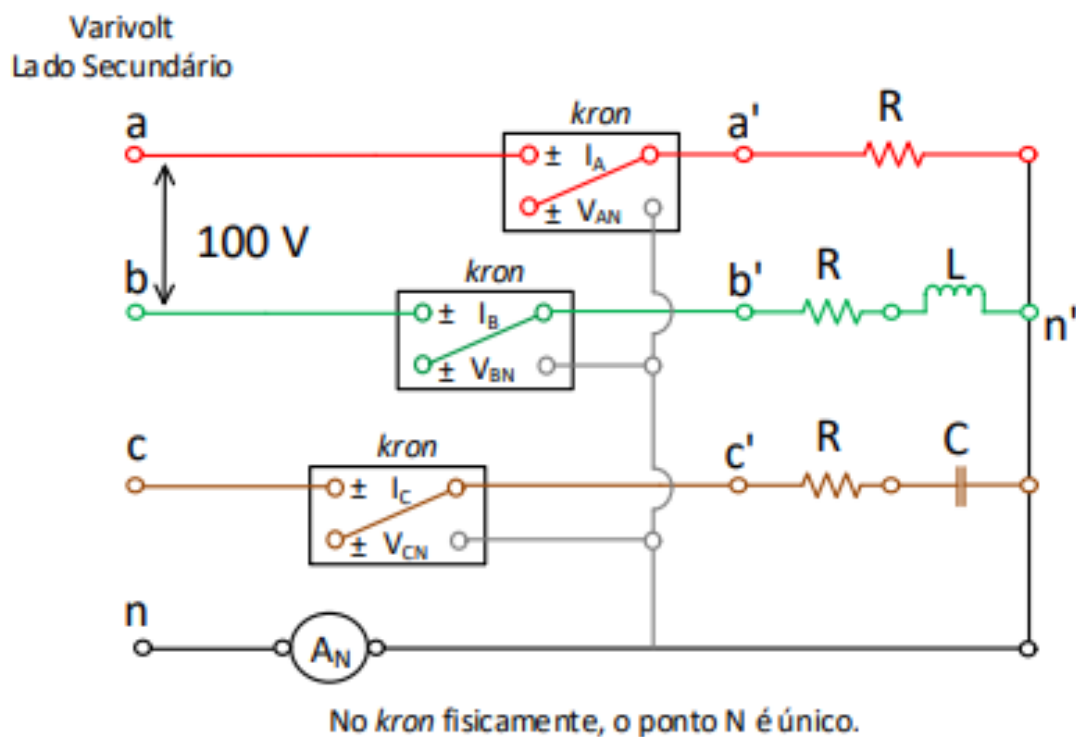 Varivolt
Lado Secundário
a
kron
± I_A
± V_AN
a'
R
100 V
b
kron
± I_B
± V_BN
b'
R
L
n'
c
kron
± I_C
± V_CN
c'
R
C
n
A_N
No kron fisicamente, o ponto N é único.